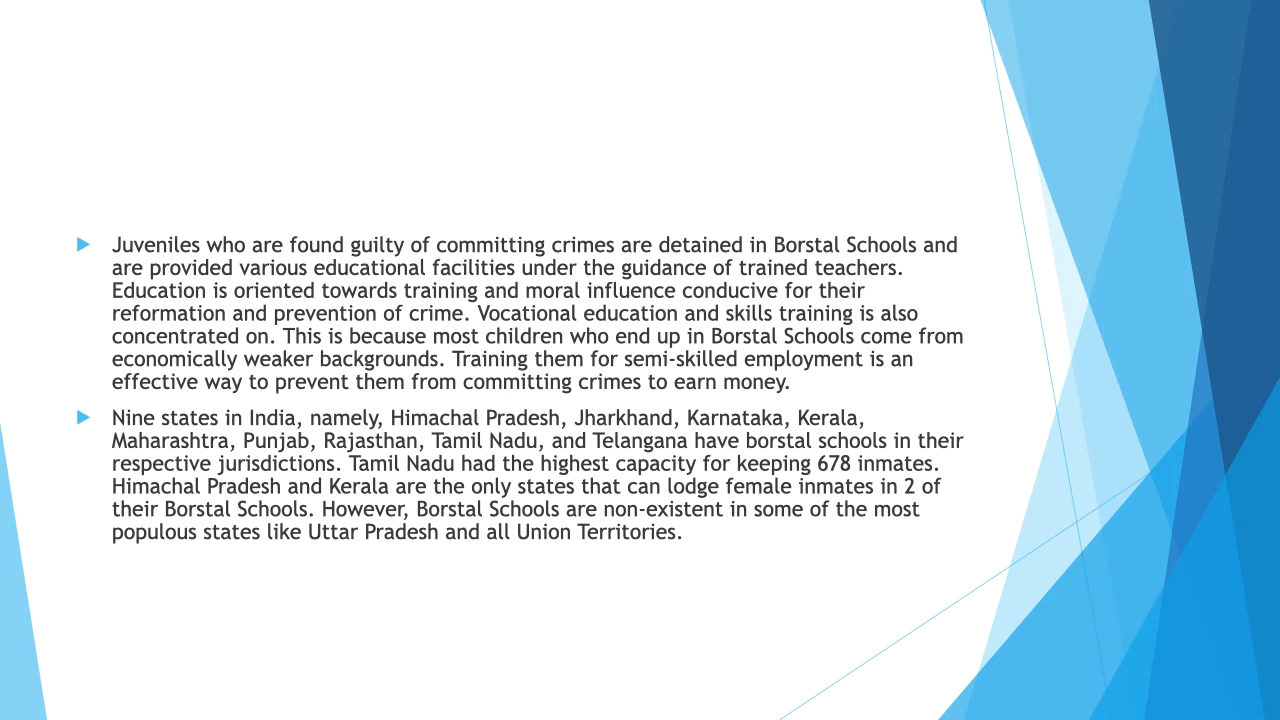 Juveniles who are found guilty of committing crimes are detained in Borstal Schools and
are provided various educational facilities under the guidance of trained teachers.
Education is oriented towards training and moral influence conducive for their
reformation and prevention of crime. Vocational education and skills training is also
concentrated on. This is because most children who end up in Borstal Schools come from
economically weaker backgrounds. Training them for semi-skilled employment is an
effective way to prevent them from committing crimes to earn money.
Nine states in India, namely, Himachal Pradesh, Jharkhand, Karnataka, Kerala,
Maharashtra, Punjab, Rajasthan, Tamil Nadu, and Telangana have borstal schools in their
respective jurisdictions. Tamil Nadu had the highest capacity for keeping 678 inmates.
Himachal Pradesh and Kerala are the only states that can lodge female inmates in 2 of
their Borstal Schools. However, Borstal Schools are non-existent in some of the most
populous states like Uttar Pradesh and all Union Territories.